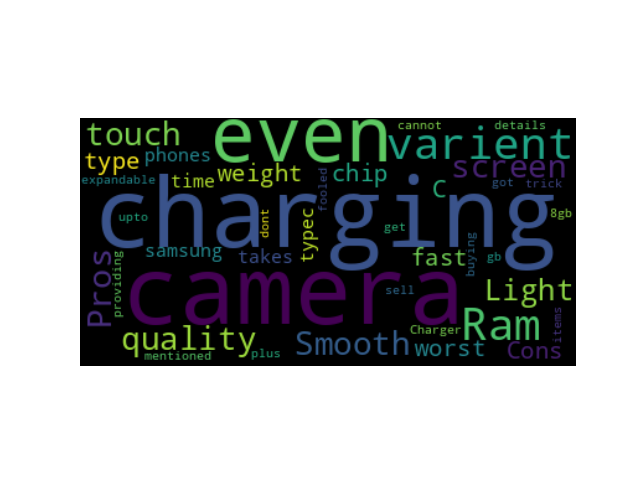 cannot details
touch even varient
type phones screen
expandable time weight fooled chip C got trick
charging
upto dont typec get 8gb
Pros samsung takes fast buying gb
providing camera sell Light
quality Smooth Charger Ram items
mentioned plus worst Cons